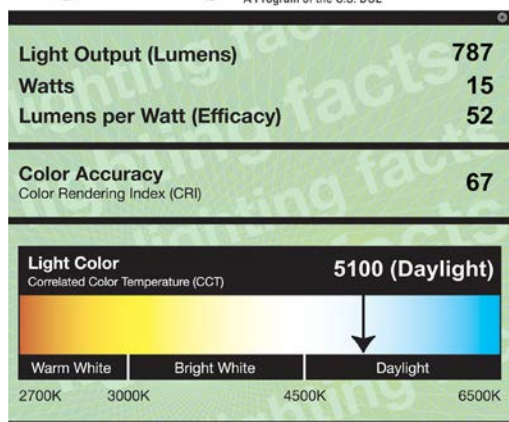 A Program of the U.S. DOE
Light Output (Lumens) 787
Watts 15
Lumens per Watt (Efficacy) 52
Color Accuracy
Color Rendering Index (CRI) 67
Light Color
Correlated Color Temperature (CCT) 5100 (Daylight)
Warm White Bright White Daylight
2700K 3000K 4500K 6500K
lighting facts